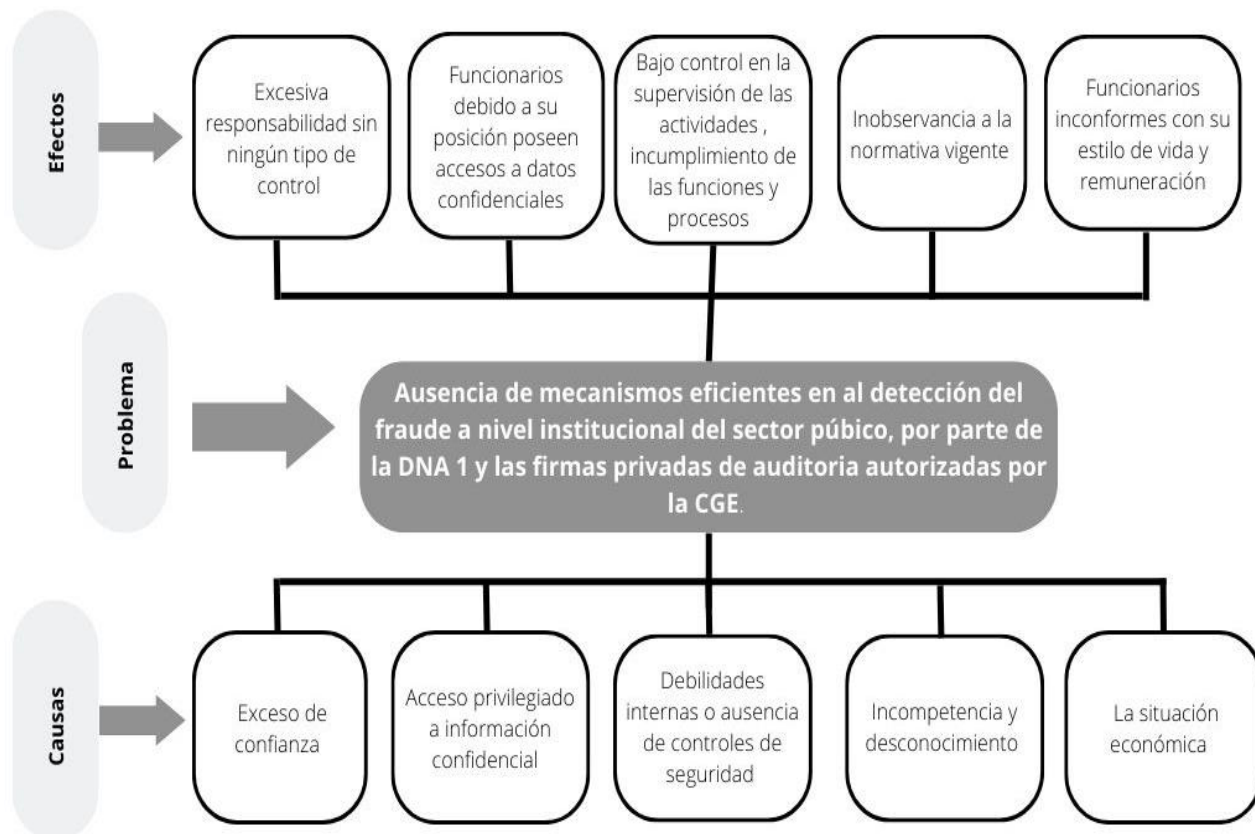 Efectos
Excesiva
responsabilidad sin
ningún tipo de
control
Funcionarios
debido a su
posición poseen
accesos a datos
confidenciales
Bajo control en la
supervisión de las
actividades ,
incumplimiento de
las funciones y
procesos
Inobservancia a la
normativa vigente
Funcionarios
inconformes con su
estilo de vida y
remuneración
Problema
Ausencia de mecanismos eficientes en al detección del
fraude a nivel institucional del sector púbico, por parte de
la DNA 1 y las firmas privadas de auditoria autorizadas por
la CGE.
Causas
Exceso de
confianza
Acceso privilegiado
a información
confidencial
Debilidades
internas o ausencia
de controles de
seguridad
Incompetencia y
desconocimiento
La situación
económica